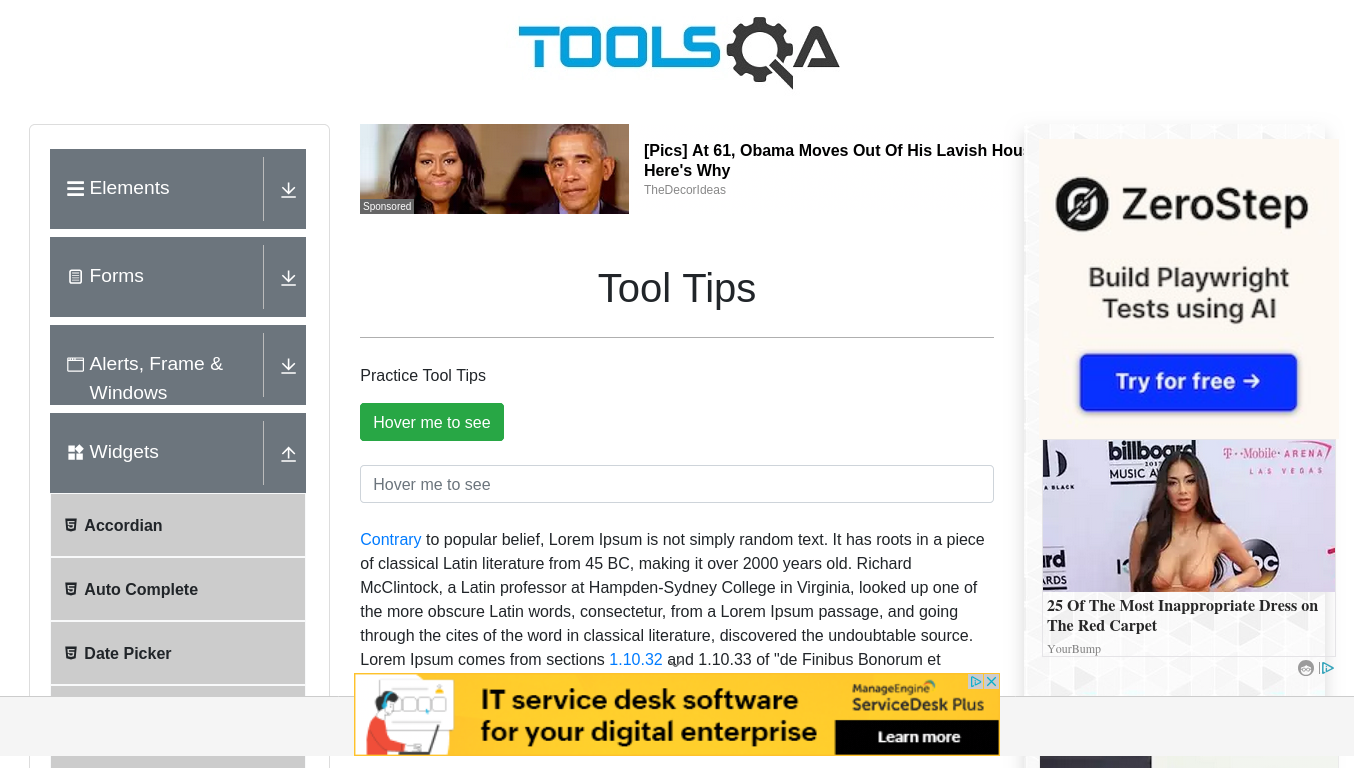 TOOLSQA
Elements
Forms
Alerts, Frame &
Windows
Widgets
Accordian
Auto Complete
Date Picker
Sponsored
[Pics] At 61, Obama Moves Out Of His Lavish
Here's Why
TheDecorIdeas
Tool Tips
Practice Tool Tips
Hover me to see
Hover me to see
Contrary to popular belief, Lorem Ipsum is not simply random text. It has roots in a piece
of classical Latin literature from 45 BC, making it over 2000 years old. Richard
McClintock, a Latin professor at Hampden-Sydney College in Virginia, looked up one of
the more obscure Latin words, consectetur, from a Lorem Ipsum passage, and going
through the cites of the word in classical literature, discovered the undoubtable source.
Lorem Ipsum comes from sections 1.10.32 and 1.10.33 of "de Finibus Bonorum et
IT service desk software
for your digital enterprise
ManageEngine
ServiceDesk Plus
Learn more
ZeroStep
Build Playwright
Tests using AI
Try for free →
billboard
2017
MUSIC AW
T··Mobile·ARENA
LAS VEGAS
A BLACK
ARDS
abc
25 Of The Most Inappropriate Dress on
The Red Carpet
YourBump